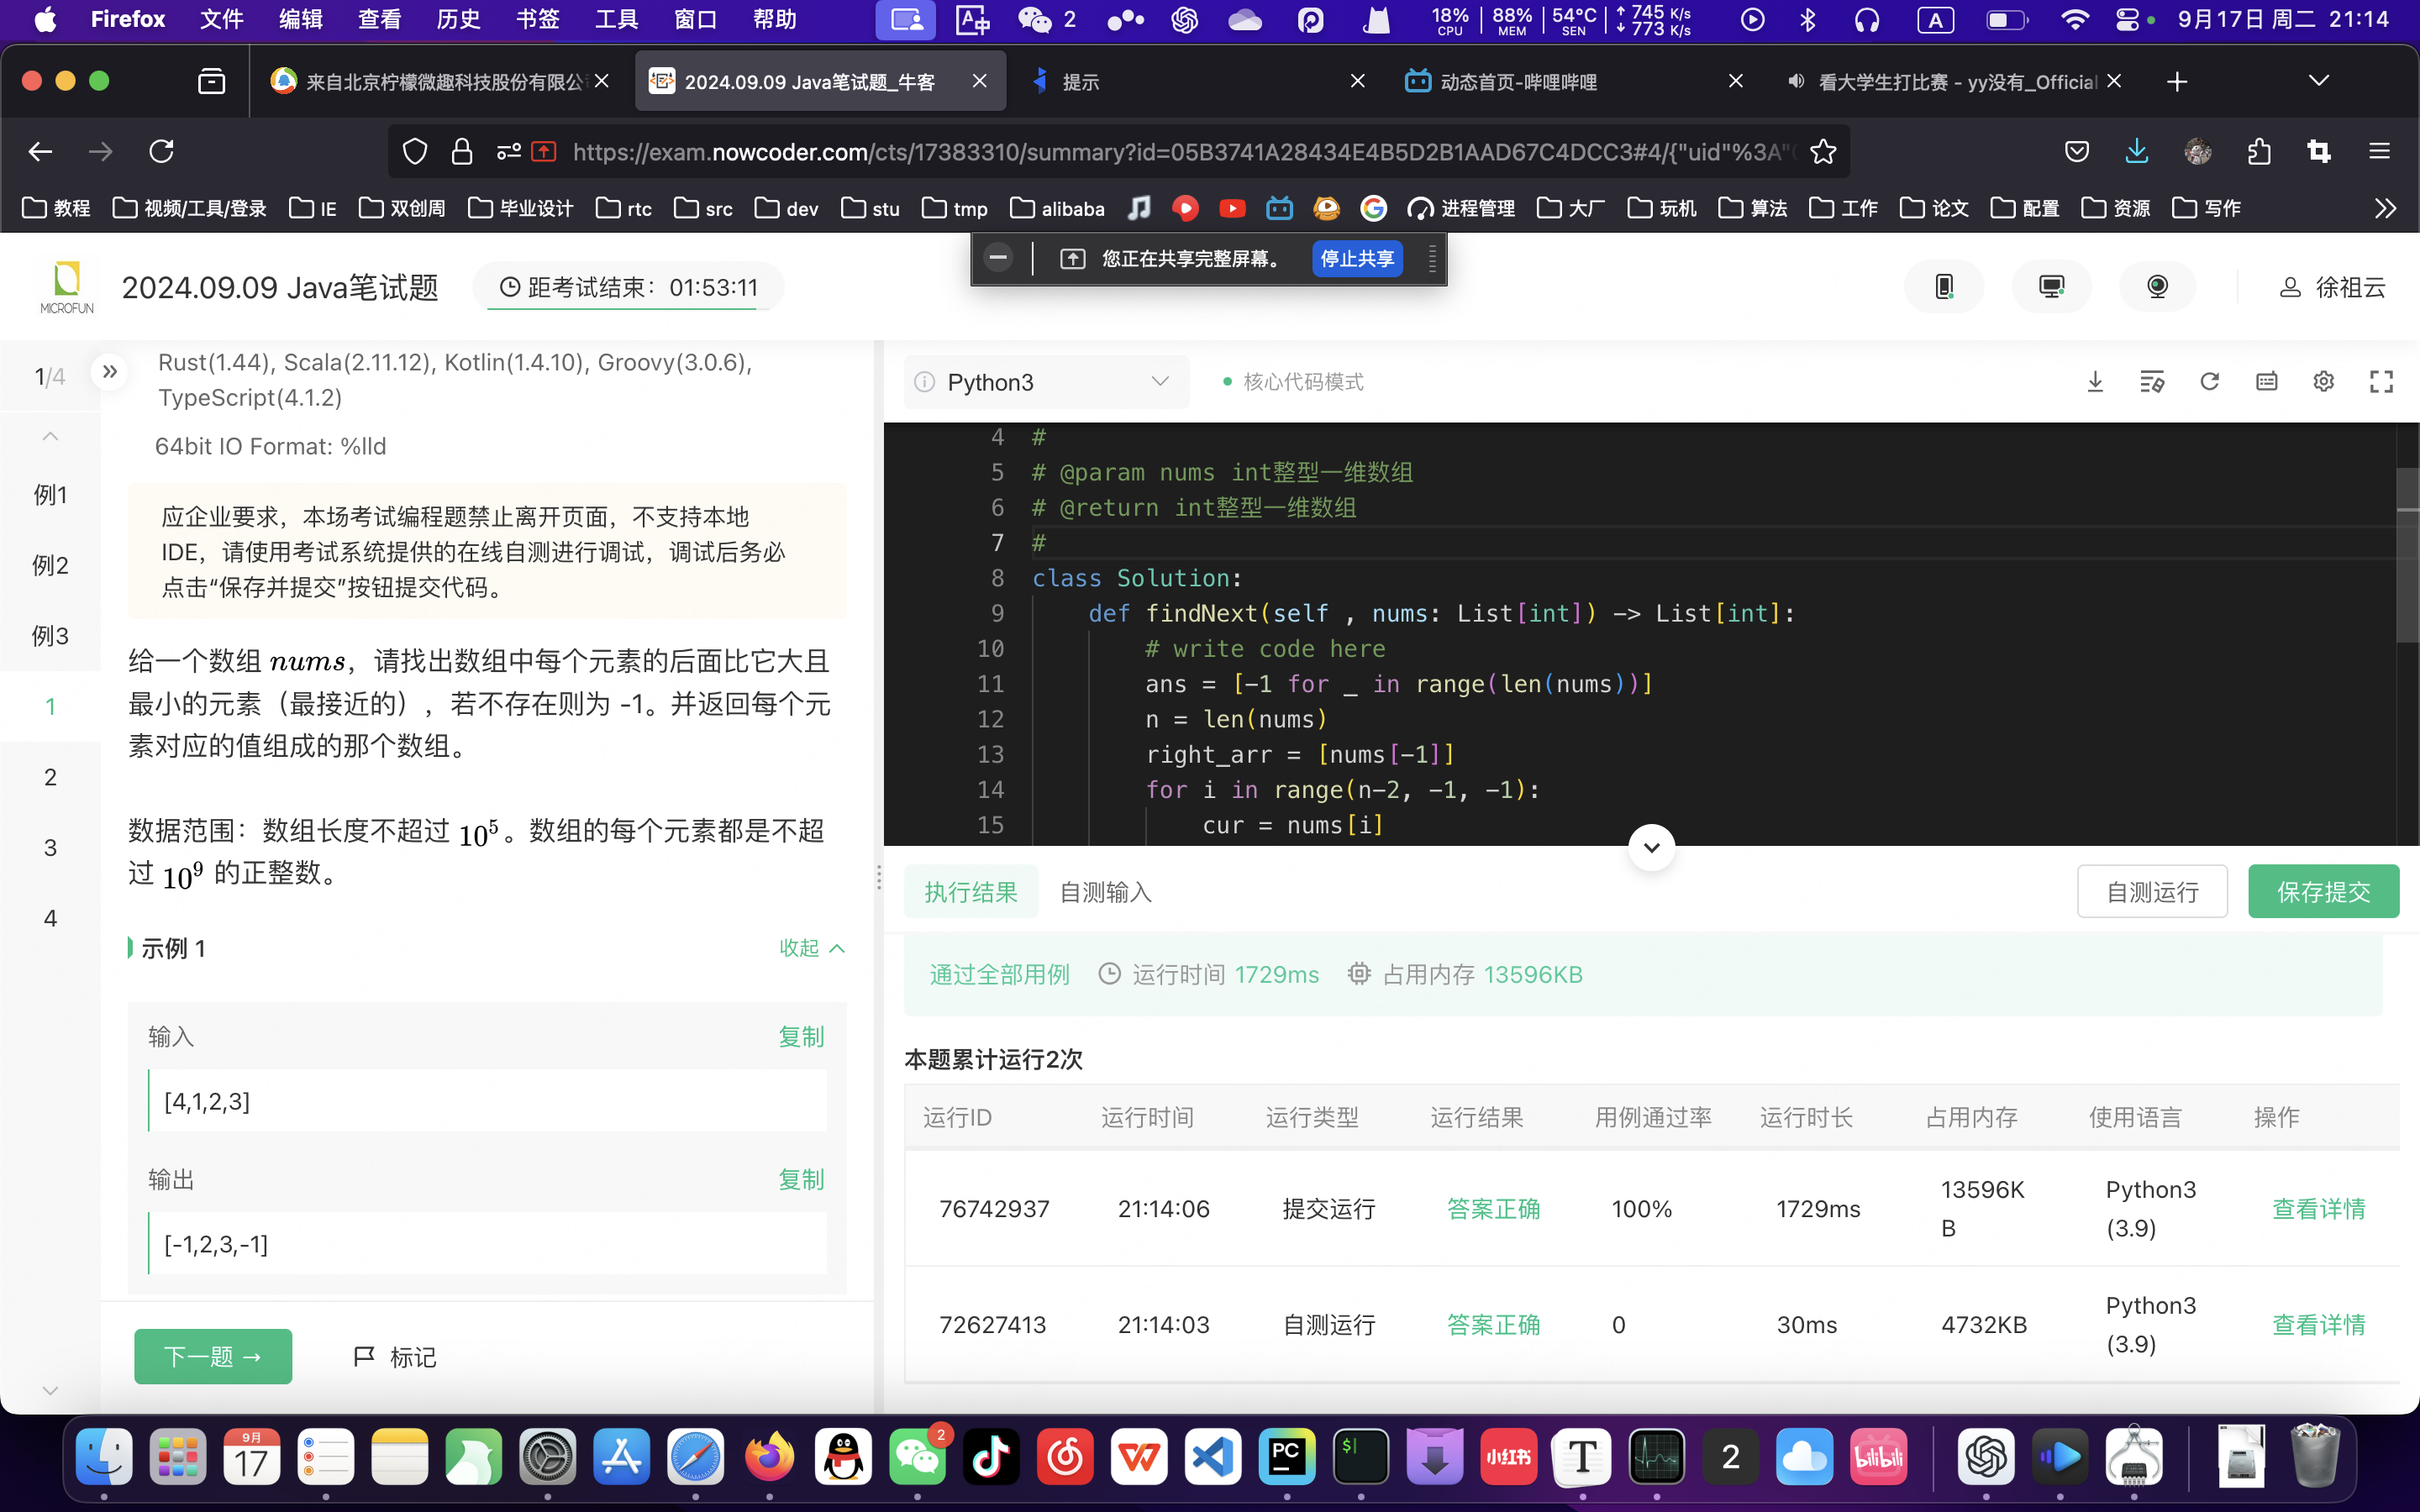 Firefox 文件 编辑 查看 历史 书签 工具 窗口 帮助 2 18% CPU 88% MEM 54°C SEN 745 K/s 773 K/s A 9月17日 周二 21:14
来自北京柠檬微趣科技股份有限公 2024.09.09 Java笔试题_牛客 提示 动态首页-哔哩哔哩 看大学生打比赛 - yy没有_Official
https://exam.nowcoder.com/cts/17383310/summary?id=05B3741A28434E4B5D2B1AAD67C4DCC3#4/{"uid"%3A"
教程 视频/工具/登录 IE 双创周 毕业设计 rtc src dev stu tmp alibaba 进程管理 大厂 玩机 算法 工作 论文 配置 资源 写作
您正在共享完整屏幕。 停止共享
MICROFUN
2024.09.09 Java笔试题 距考试结束：01:53:11 徐祖云
1/4
例1
例2
例3
1
2
3
4
Rust(1.44), Scala(2.11.12), Kotlin(1.4.10), Groovy(3.0.6),
TypeScript(4.1.2)
64bit IO Format: %lld
应企业要求，本场考试编程题禁止离开页面，不支持本地
IDE，请使用考试系统提供的在线自测进行调试，调试后务必
点击“保存并提交”按钮提交代码。
给一个数组 nums，请找出数组中每个元素的后面比它大且
最小的元素（最接近的），若不存在则为 -1。并返回每个元
素对应的值组成的那个数组。
数据范围：数组长度不超过 10^5。数组的每个元素都是不超
过 10^9 的正整数。
示例 1 收起
输入 复制
[4,1,2,3]
输出 复制
[-1,2,3,-1]
下一题 → 标记
Python3 核心代码模式
4 #
5 # @param nums int整型一维数组
6 # @return int整型一维数组
7 #
8 class Solution:
9 def findNext(self , nums: List[int]) -> List[int]:
10 # write code here
11 ans = [-1 for _ in range(len(nums))]
12 n = len(nums)
13 right_arr = [nums[-1]]
14 for i in range(n-2, -1, -1):
15 cur = nums[i]
执行结果 自测输入 自测运行 保存提交
通过全部用例 运行时间 1729ms 占用内存 13596KB
本题累计运行2次
运行ID 运行时间 运行类型 运行结果 用例通过率 运行时长 占用内存 使用语言 操作
76742937 21:14:06 提交运行 答案正确 100% 1729ms 13596K
B Python3
(3.9) 查看详情
72627413 21:14:03 自测运行 答案正确 0 30ms 4732KB Python3
(3.9) 查看详情
9月
17
2
PC
$
小红书
T
2
bilibili